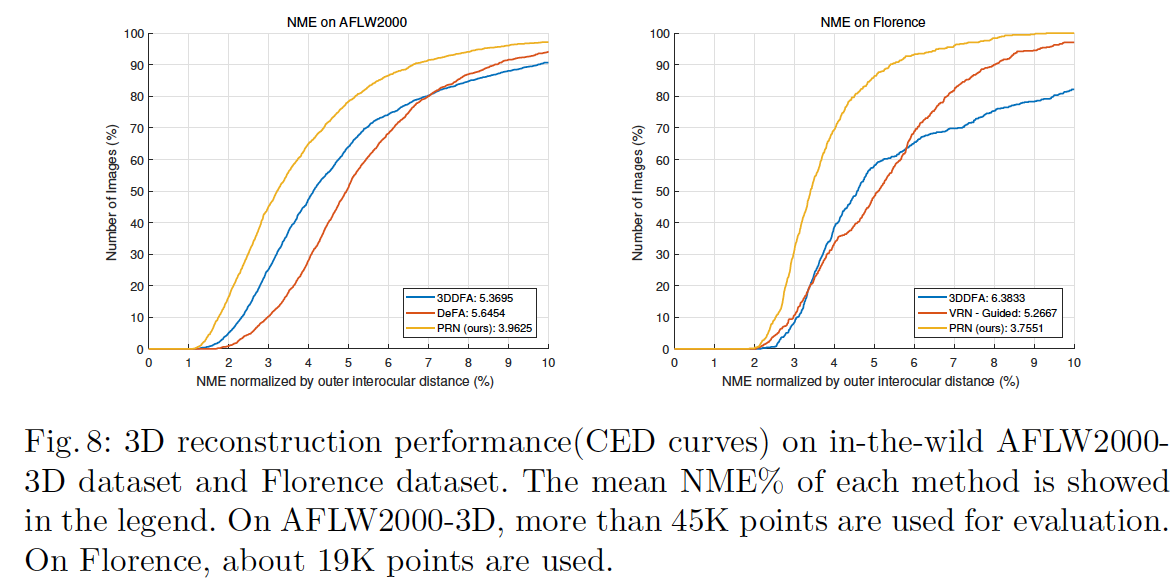 NME on AFLW2000
100
90
80
70
60
50
40
30
20
10
0
Number of Images (%)
3DDFA: 5.3695
DeFA: 5.6454
PRN (ours): 3.9625
0 1 2 3 4 5 6 7 8 9 10
NME normalized by outer interocular distance (%)
NME on Florence
100
90
80
70
60
50
40
30
20
10
0
Number of Images (%)
3DDFA: 6.3833
VRN - Guided: 5.2667
PRN (ours): 3.7551
0 1 2 3 4 5 6 7 8 9 10
NME normalized by outer interocular distance (%)
Fig. 8: 3D reconstruction performance(CED curves) on in-the-wild AFLW2000-
3D dataset and Florence dataset. The mean NME% of each method is showed
in the legend. On AFLW2000-3D, more than 45K points are used for evaluation.
On Florence, about 19K points are used.